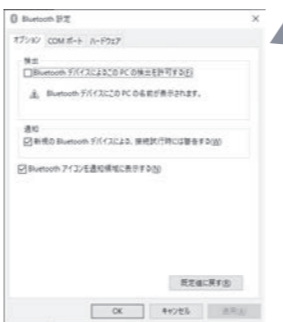 Bluetooth 設定
オプション COM ポート ハードウェア
検出
Bluetooth デバイスによるこの PC の検出を許可する(E)
Bluetooth デバイスにこの PC の名前が表示されます。
通知
新規の Bluetooth デバイスによる、接続試行時には警告する(W)
Bluetooth アイコンを通知領域に表示する(N)
既定値に戻す(R)
OK キャンセル 適用(A)